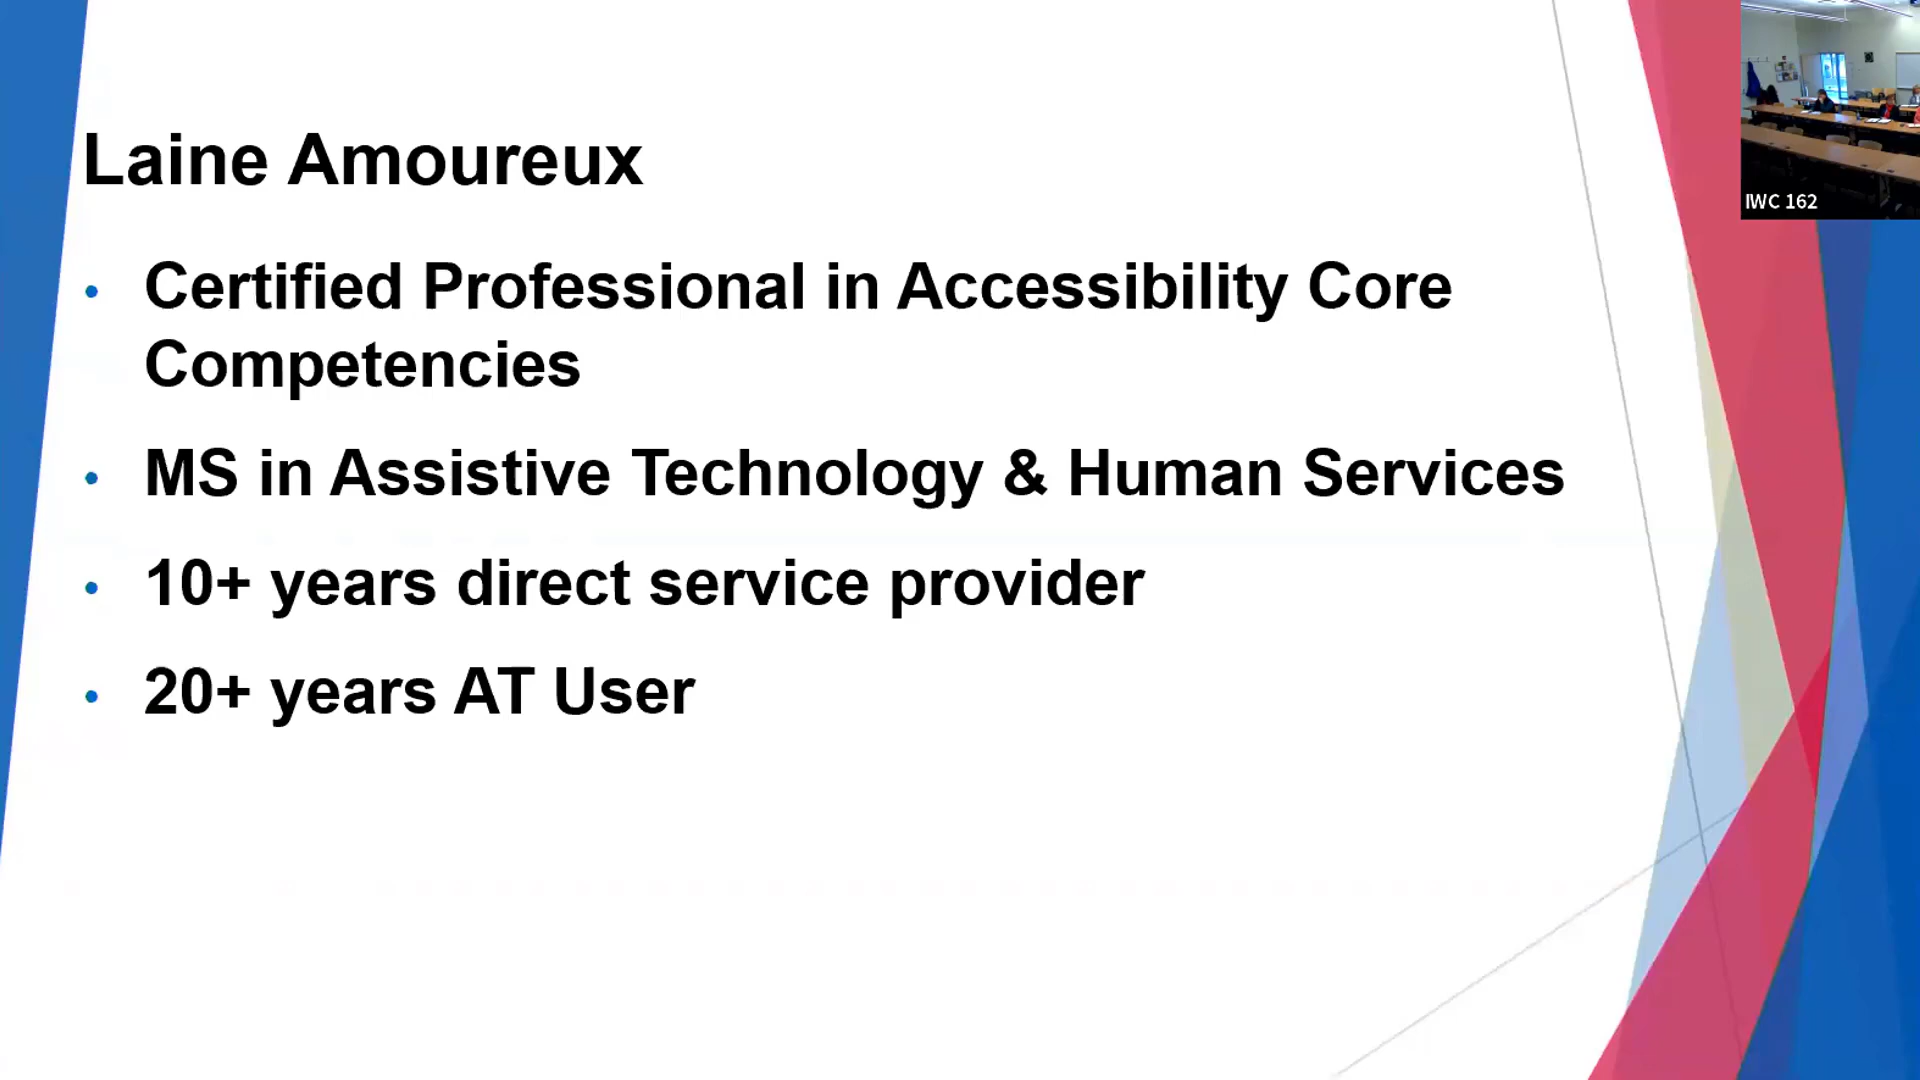 Laine Amoureux
• Certified Professional in Accessibility Core
Competencies
• MS in Assistive Technology & Human Services
• 10+ years direct service provider
• 20+ years AT User
IWC 162